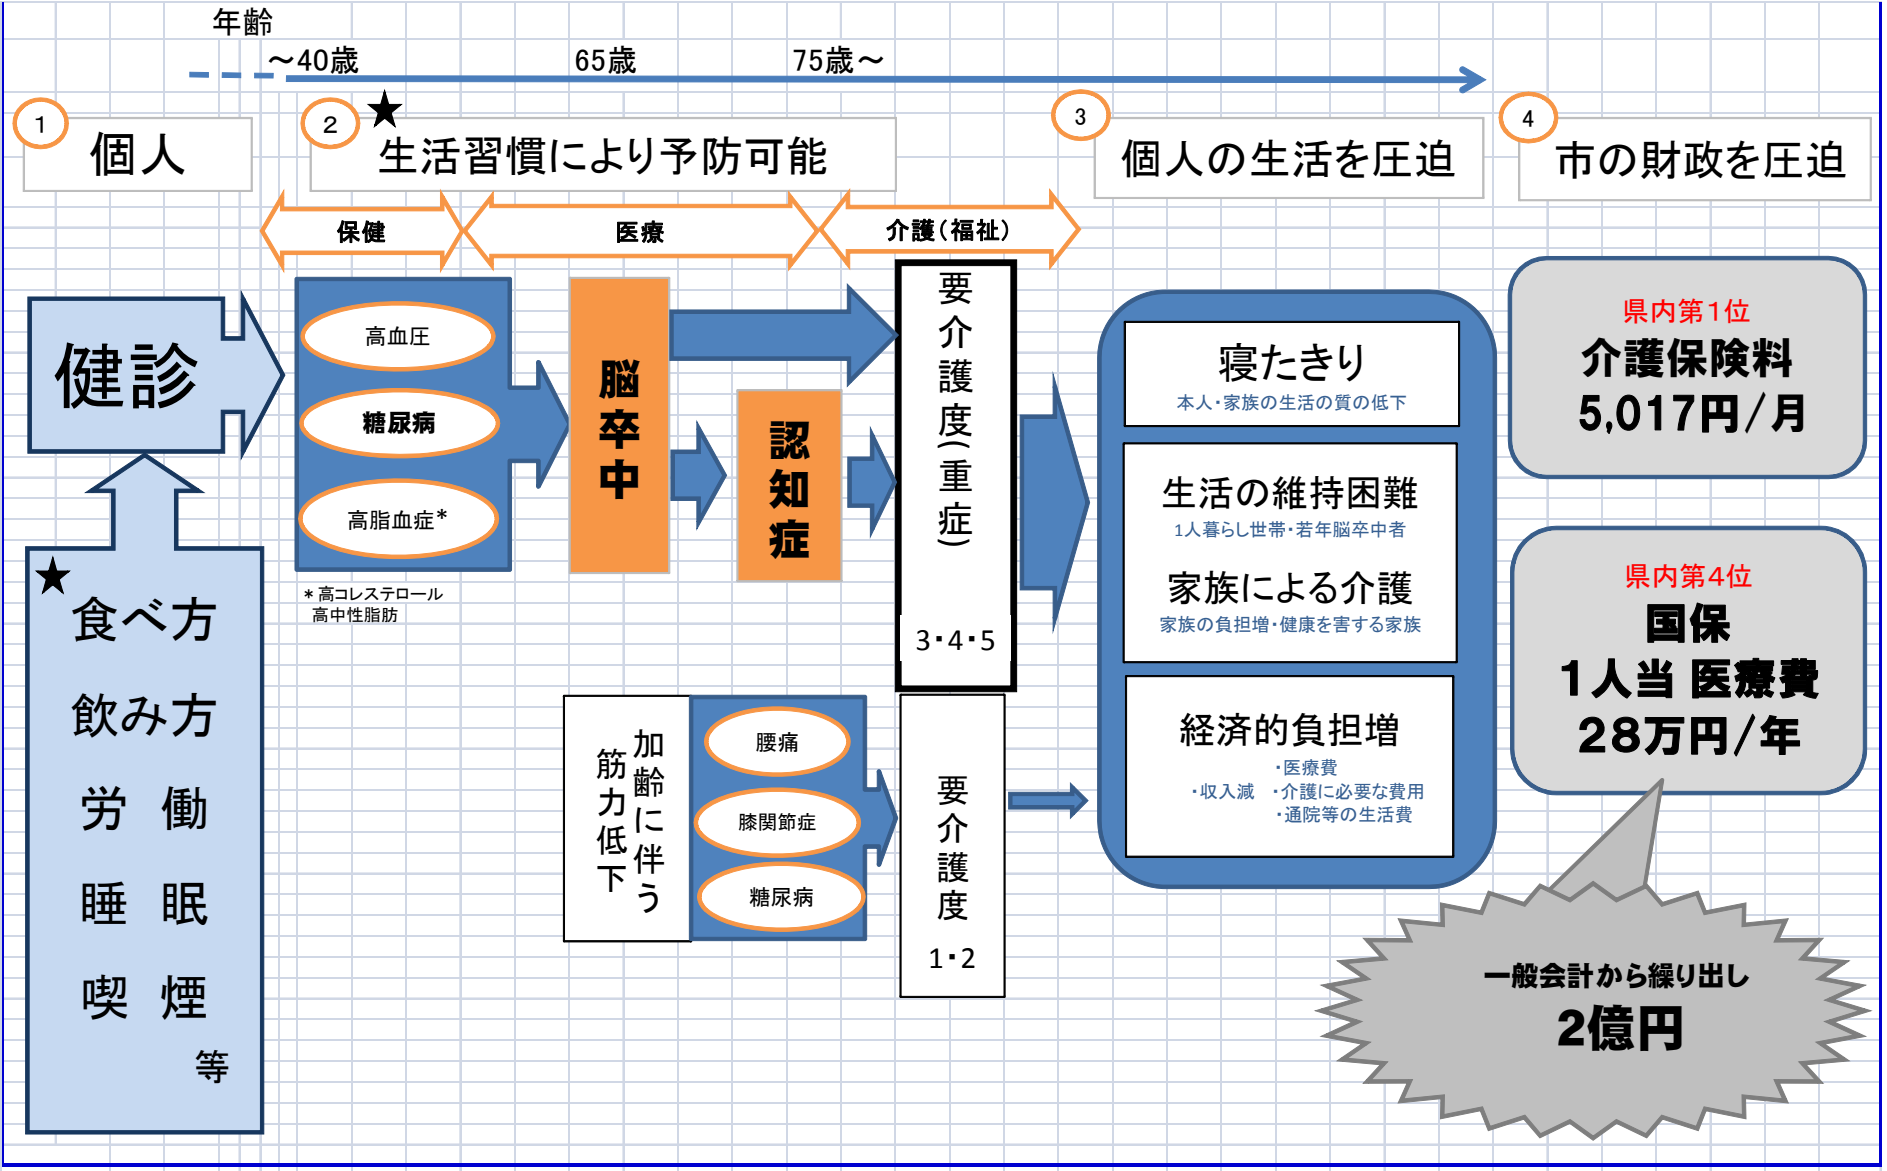 年齢
～40歳
65歳
75歳～
1
個人
2
★
生活習慣により予防可能
3
個人の生活を圧迫
4
市の財政を圧迫
保健
医療
介護（福祉）
健診
★
食べ方
飲み方
労 働
睡 眠
喫 煙
等
高血圧
糖尿病
高脂血症*
*高コレステロール
高中性脂肪
脳卒中
認知症
要介護度(重症)
3・4・5
加齢に伴う
筋力低下
腰痛
膝関節症
糖尿病
要介護度
1・2
寝たきり
本人・家族の生活の質の低下
生活の維持困難
1人暮らし世帯・若年脳卒中者
家族による介護
家族の負担増・健康を害する家族
経済的負担増
・医療費
・収入減 ・介護に必要な費用
・通院等の生活費
県内第1位
介護保険料
5,017円/月
県内第4位
国保
1人当 医療費
28万円/年
一般会計から繰り出し
2億円